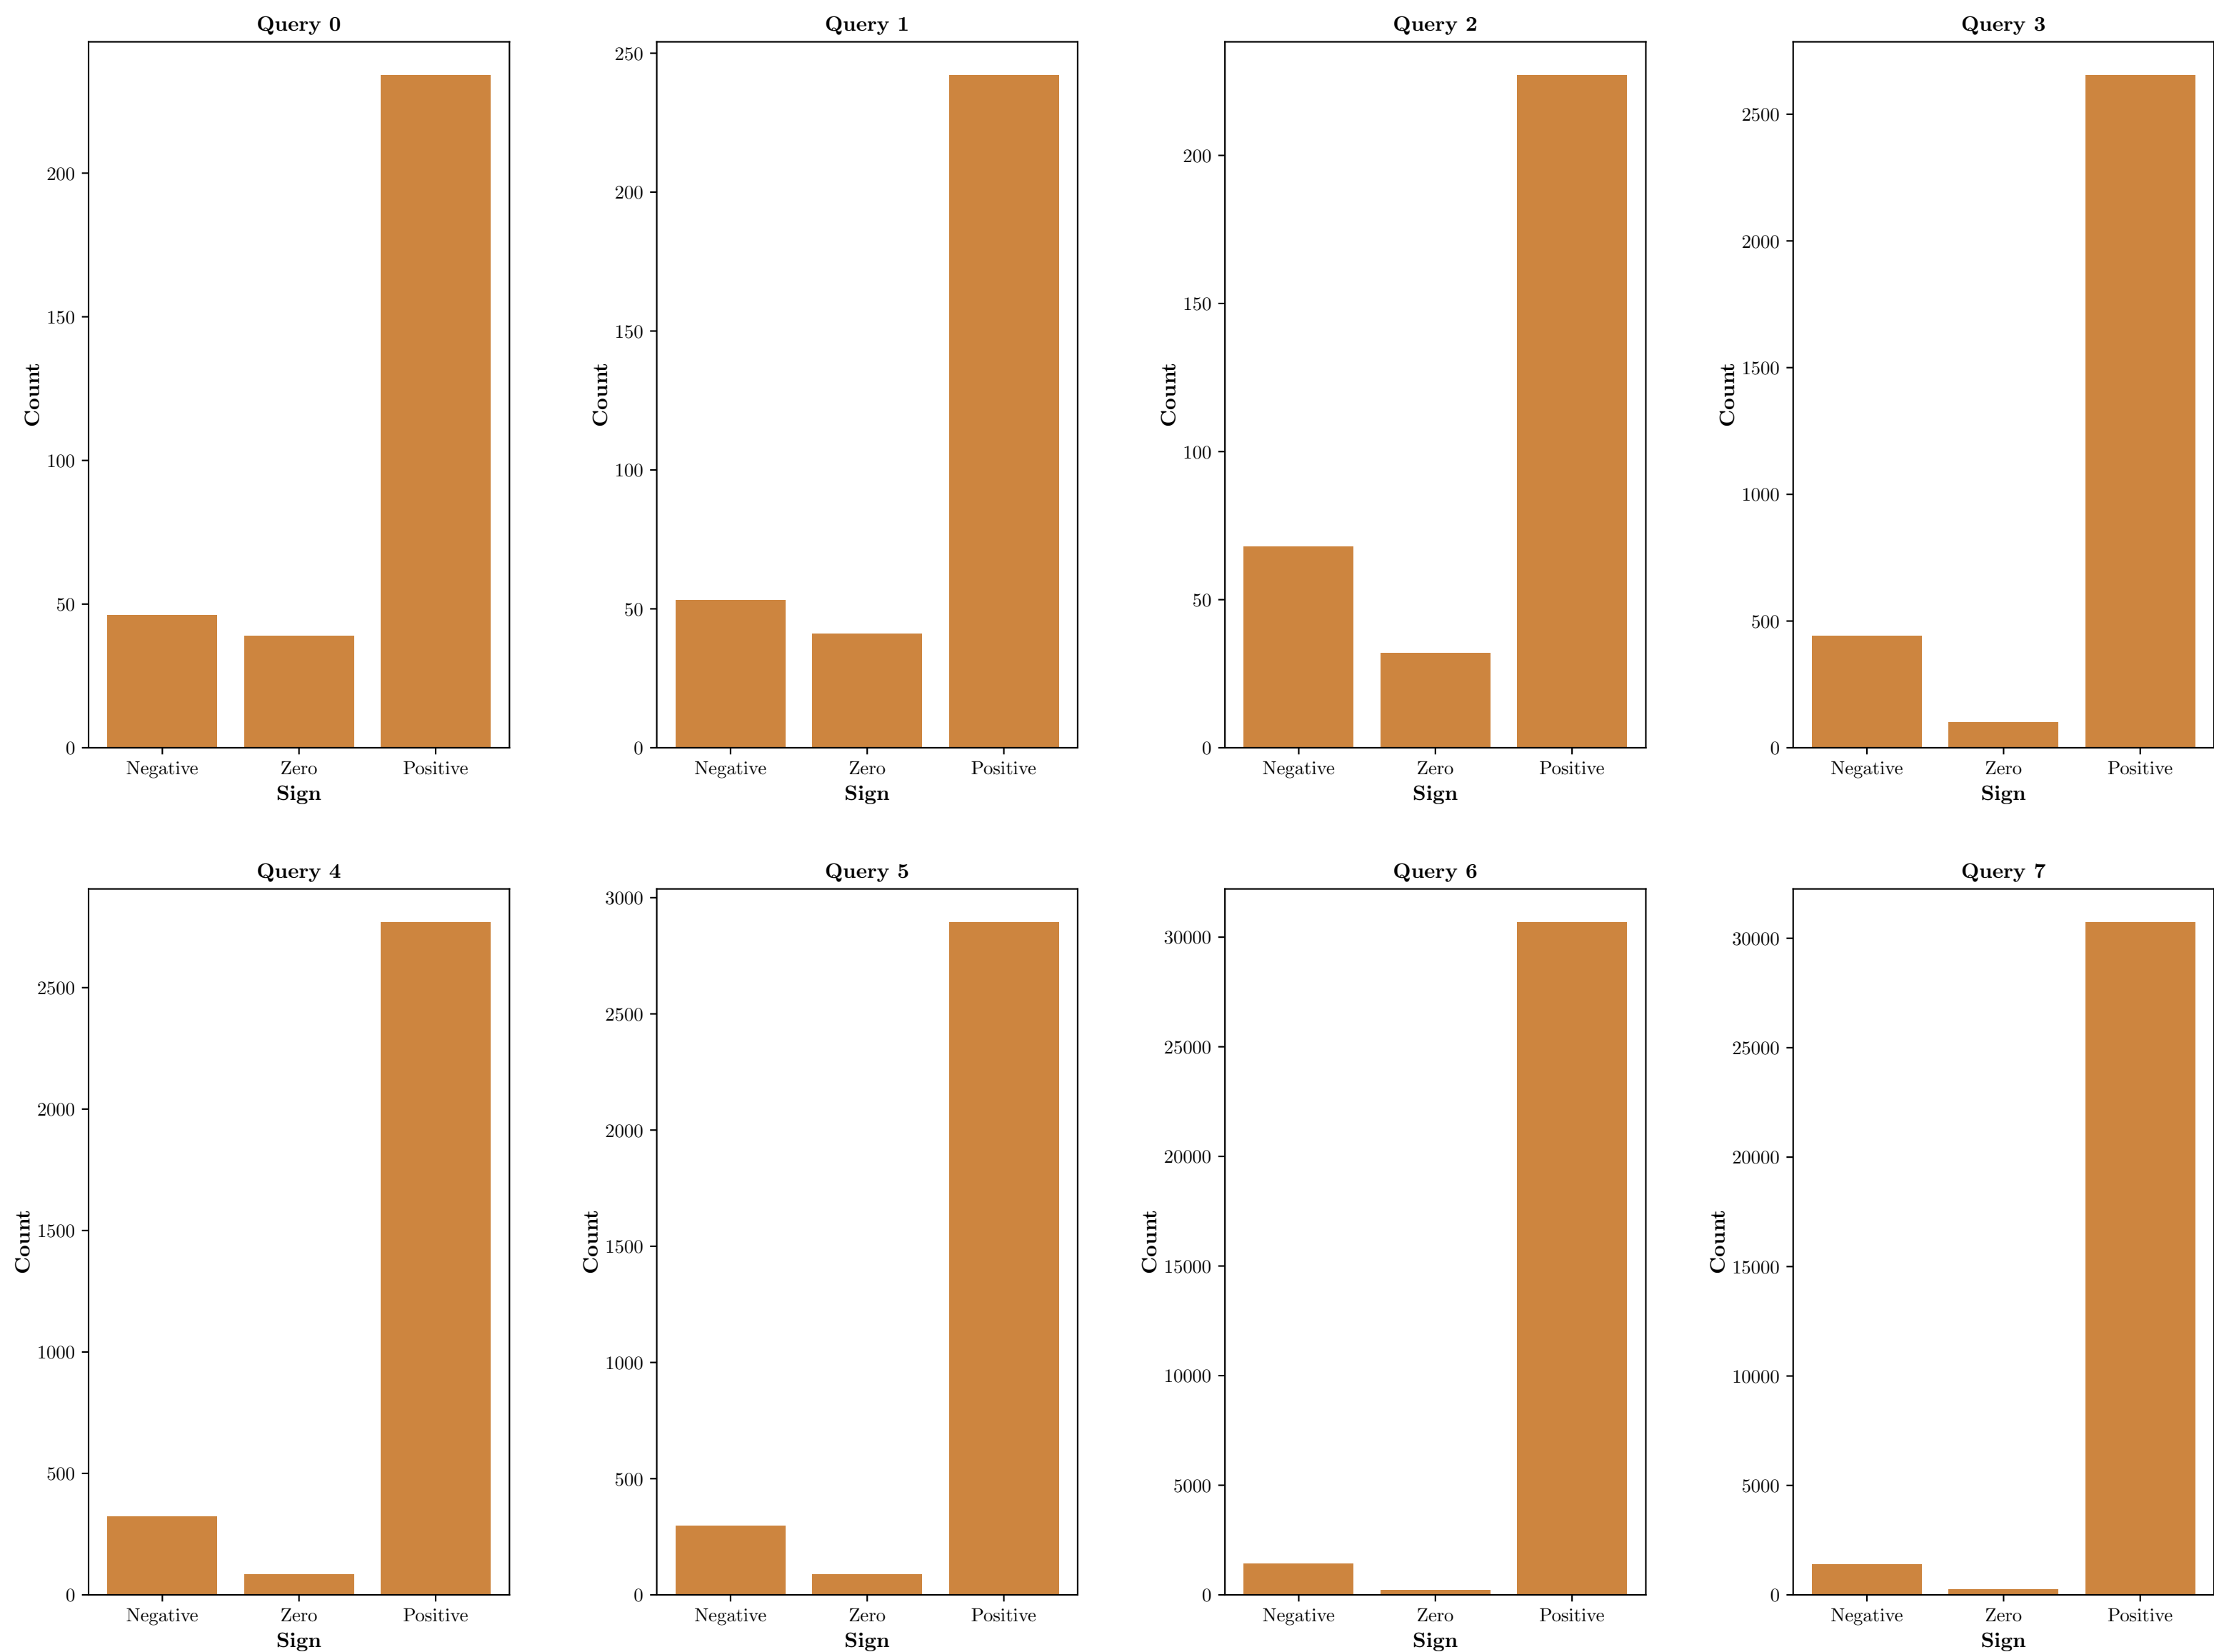 Query 0
Count
200
150
100
50
0
Negative Zero Positive
Sign
Query 1
Count
250
200
150
100
50
0
Negative Zero Positive
Sign
Query 2
Count
200
150
100
50
0
Negative Zero Positive
Sign
Query 3
Count
2500
2000
1500
1000
500
0
Negative Zero Positive
Sign
Query 4
Count
2500
2000
1500
1000
500
0
Negative Zero Positive
Sign
Query 5
Count
3000
2500
2000
1500
1000
500
0
Negative Zero Positive
Sign
Query 6
Count
30000
25000
20000
15000
10000
5000
0
Negative Zero Positive
Sign
Query 7
Count
30000
25000
20000
15000
10000
5000
0
Negative Zero Positive
Sign